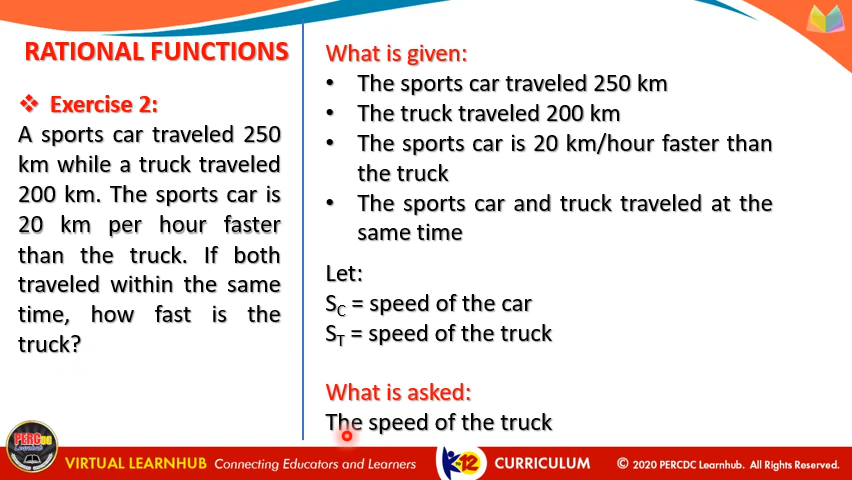 RATIONAL FUNCTIONS
❖ Exercise 2:
A sports car traveled 250
km while a truck traveled
200 km. The sports car is
20 km per hour faster
than the truck. If both
traveled within the same
time, how fast is the
truck?
What is given:
• The sports car traveled 250 km
• The truck traveled 200 km
• The sports car is 20 km/hour faster than
the truck
• The sports car and truck traveled at the
same time
Let:
S_C = speed of the car
S_T = speed of the truck
What is asked:
The speed of the truck
PERCDC
Learnhub
VIRTUAL LEARNHUB Connecting Educators and Learners
K to 12 CURRICULUM
© 2020 PERCDC Learnhub. All Rights Reserved.